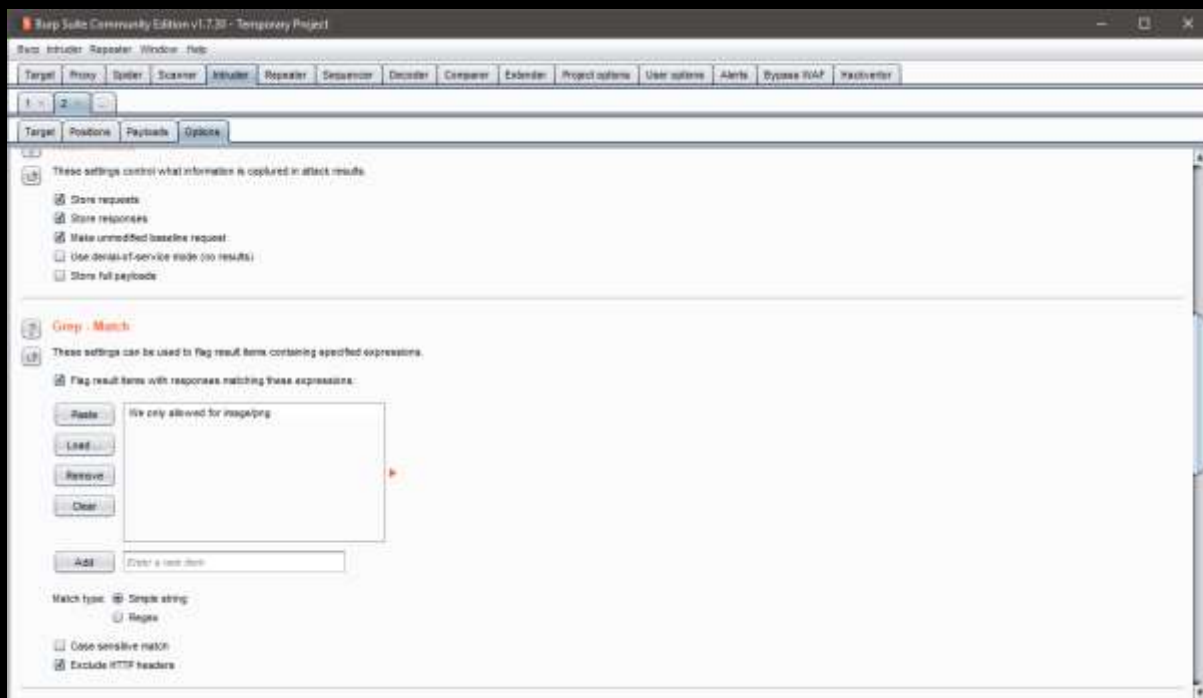 Burp Suite Community Edition v1.7.30 - Temporary Project
Burp Intruder Repeater Window Help
Target Proxy Spider Scanner Intruder Repeater Sequencer Decoder Comparer Extender Project options User options Alerts Bypass WAF Hackvertor
1 × 2 × ...
Target Positions Payloads Options
These settings control what information is captured in attack results.
Store requests
Store responses
Make unmodified baseline request
Use denial-of-service mode (no results)
Store full payloads
? Grep - Match
These settings can be used to flag result items containing specified expressions.
Flag result items with responses matching these expressions:
Paste We only allowed for image/png
Load ...
Remove
Clear
Add Enter a new item
Match type: Simple string
Regex
Case sensitive match
Exclude HTTP headers